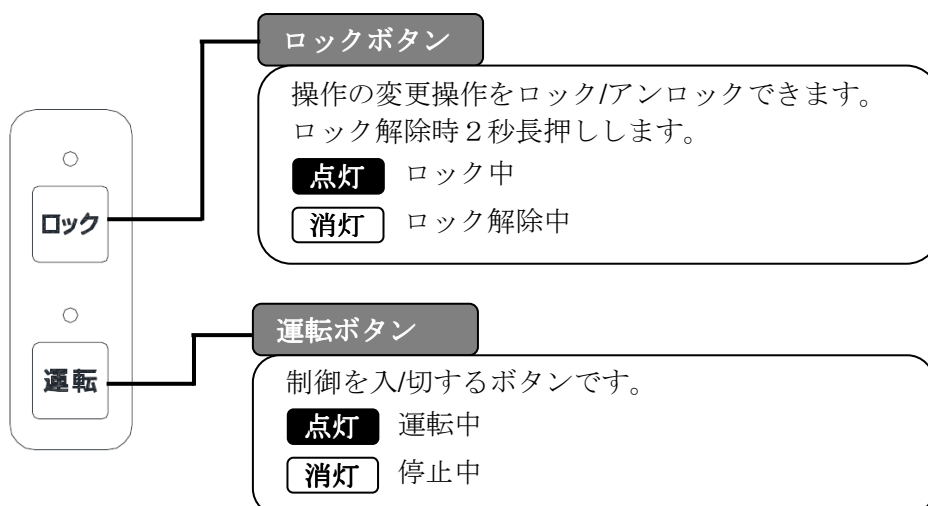 ロックボタン
操作の変更操作をロック/アンロックできます。
ロック解除時２秒長押しします。
点灯 ロック中
消灯 ロック解除中
ロック
運転ボタン
制御を入/切するボタンです。
点灯 運転中
消灯 停止中
運転